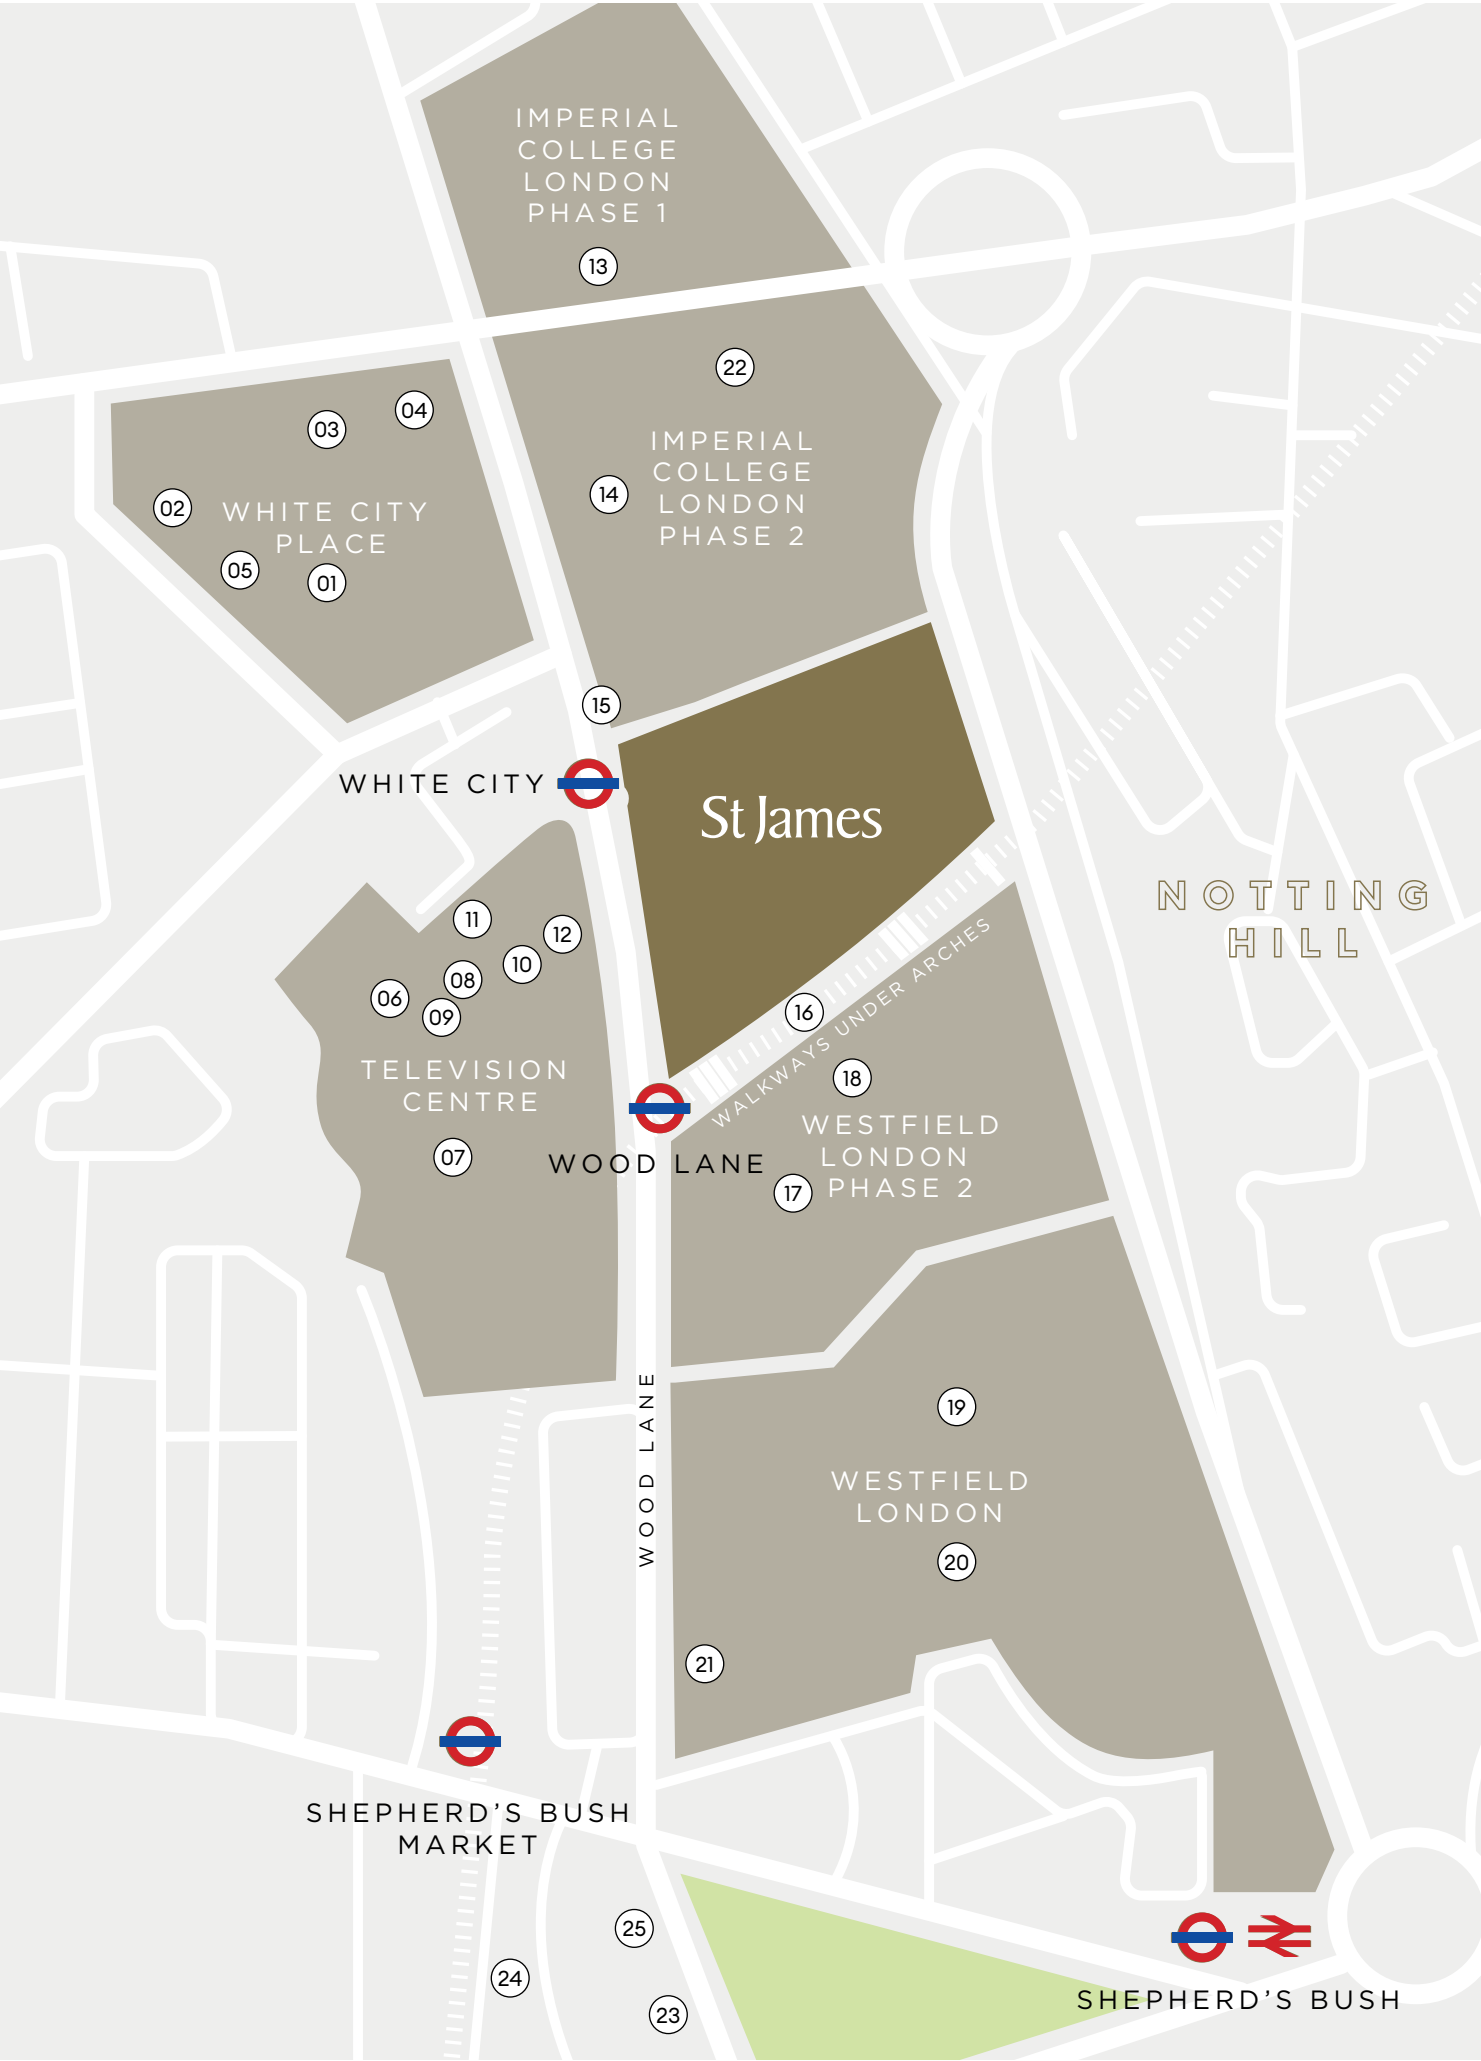 IMPERIAL
COLLEGE
LONDON
PHASE 1
13
22
04
03
IMPERIAL
COLLEGE
LONDON
PHASE 2
14
02
WHITE CITY
PLACE
05
01
15
WHITE CITY
St James
NOTTING
HILL
11
12
10
08
06
09
16
WALKWAYS UNDER ARCHES
TELEVISION
CENTRE
18
WESTFIELD
LONDON
PHASE 2
07
WOOD LANE
17
WOOD LANE
19
WESTFIELD
LONDON
20
21
SHEPHERD'S BUSH
MARKET
25
24
23
SHEPHERD'S BUSH